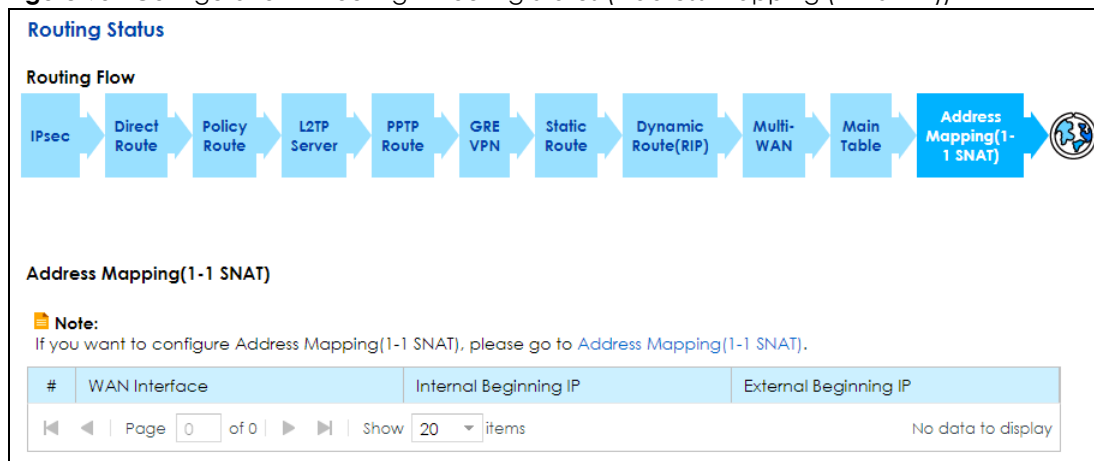 Routing Status
Routing Flow
IPsec
Direct Route
Policy Route
L2TP Server
PPTP Route
GRE VPN
Static Route
Dynamic Route(RIP)
Multi-WAN
Main Table
Address Mapping(1-1 SNAT)
Address Mapping(1-1 SNAT)
Note:
If you want to configure Address Mapping(1-1 SNAT), please go to Address Mapping(1-1 SNAT).
# WAN Interface Internal Beginning IP External Beginning IP
Page 0 of 0 Show 20 items No data to display